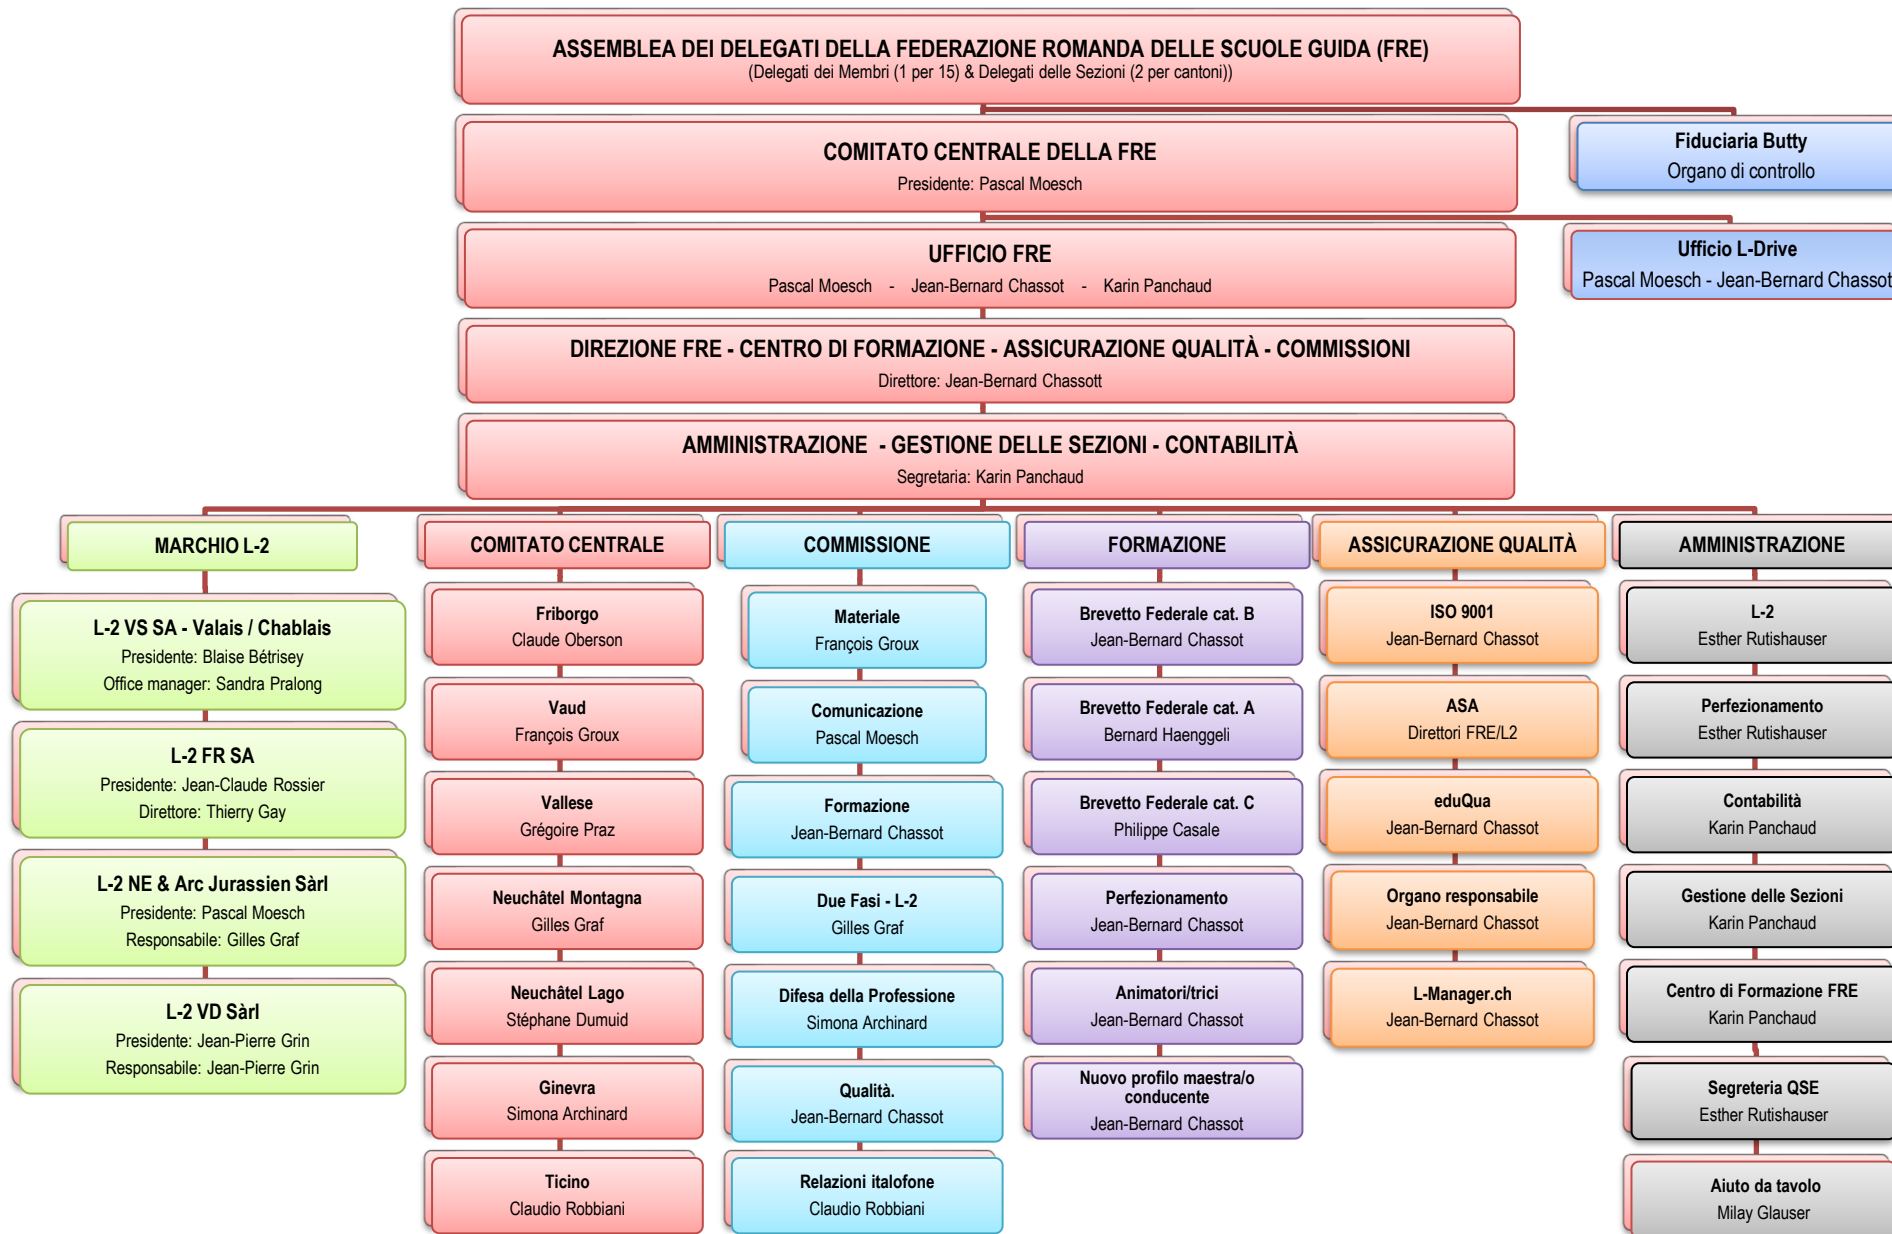 ASSEMBLEA DEI DELEGATI DELLA FEDERAZIONE ROMANDA DELLE SCUOLE GUIDA (FRE)
(Delegati dei Membri (1 per 15) & Delegati delle Sezioni (2 per cantoni))
COMITATO CENTRALE DELLA FRE
Presidente: Pascal Moesch
Fiduciaria Butty
Organo di controllo
UFFICIO FRE
Pascal Moesch - Jean-Bernard Chassot - Karin Panchaud
Ufficio L-Drive
Pascal Moesch - Jean-Bernard Chassot
DIREZIONE FRE - CENTRO DI FORMAZIONE - ASSICURAZIONE QUALITÀ - COMMISSIONI
Direttore: Jean-Bernard Chassott
AMMINISTRAZIONE - GESTIONE DELLE SEZIONI - CONTABILITÀ
Segretaria: Karin Panchaud
MARCHIO L-2
L-2 VS SA - Valais / Chablais
Presidente: Blaise Bétrisey
Office manager: Sandra Pralong
L-2 FR SA
Presidente: Jean-Claude Rossier
Direttore: Thierry Gay
L-2 NE & Arc Jurassien Sàrl
Presidente: Pascal Moesch
Responsabile: Gilles Graf
L-2 VD Sàrl
Presidente: Jean-Pierre Grin
Responsabile: Jean-Pierre Grin
COMITATO CENTRALE
Friborgo
Claude Oberson
Vaud
François Groux
Vallese
Grégoire Praz
Neuchâtel Montagna
Gilles Graf
Neuchâtel Lago
Stéphane Dumuid
Ginevra
Simona Archinard
Ticino
Claudio Robbiani
COMMISSIONE
Materiale
François Groux
Comunicazione
Pascal Moesch
Formazione
Jean-Bernard Chassot
Due Fasi - L-2
Gilles Graf
Difesa della Professione
Simona Archinard
Qualità.
Jean-Bernard Chassot
Relazioni italofone
Claudio Robbiani
FORMAZIONE
Brevetto Federale cat. B
Jean-Bernard Chassot
Brevetto Federale cat. A
Bernard Haenggeli
Brevetto Federale cat. C
Philippe Casale
Perfezionamento
Jean-Bernard Chassot
Animatori/trici
Jean-Bernard Chassot
Nuovo profilo maestra/o
conducente
Jean-Bernard Chassot
ASSICURAZIONE QUALITÀ
ISO 9001
Jean-Bernard Chassot
ASA
Direttori FRE/L2
eduQua
Jean-Bernard Chassot
Organo responsabile
Jean-Bernard Chassot
L-Manager.ch
Jean-Bernard Chassot
AMMINISTRAZIONE
L-2
Esther Rutishauser
Perfezionamento
Esther Rutishauser
Contabilità
Karin Panchaud
Gestione delle Sezioni
Karin Panchaud
Centro di Formazione FRE
Karin Panchaud
Segreteria QSE
Esther Rutishauser
Aiuto da tavolo
Milay Glauser